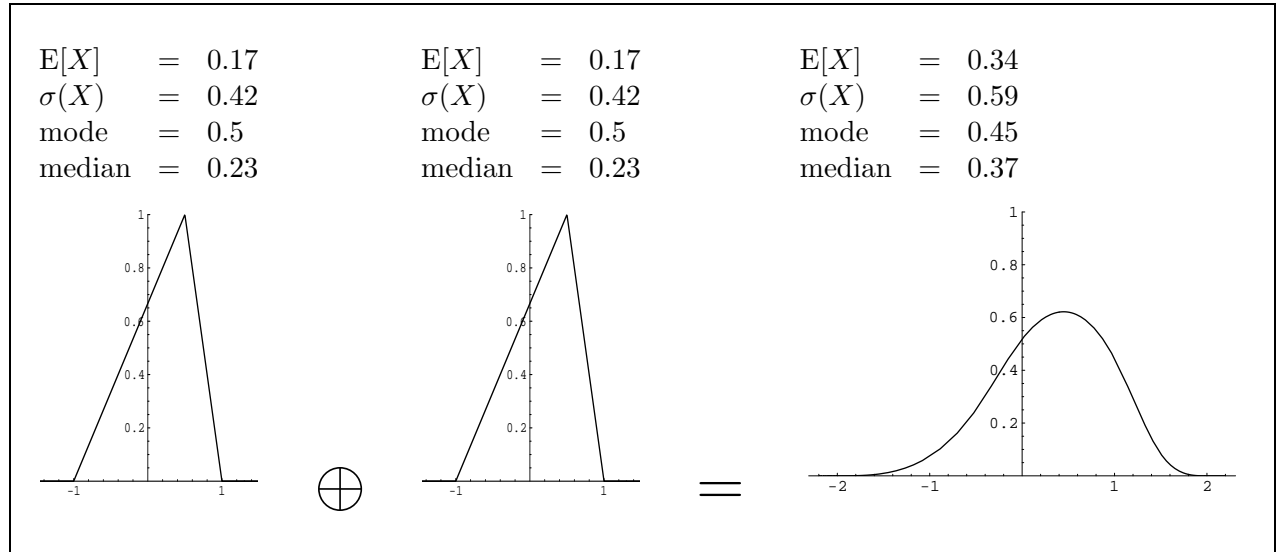 E[X] = 0.17
σ(X) = 0.42
mode = 0.5
median = 0.23
E[X] = 0.17
σ(X) = 0.42
mode = 0.5
median = 0.23
E[X] = 0.34
σ(X) = 0.59
mode = 0.45
median = 0.37
1
0.8
0.6
0.4
0.2
-1 1
⊕
1
0.8
0.6
0.4
0.2
-1 1
=
1
0.8
0.6
0.4
0.2
-2 -1 1 2